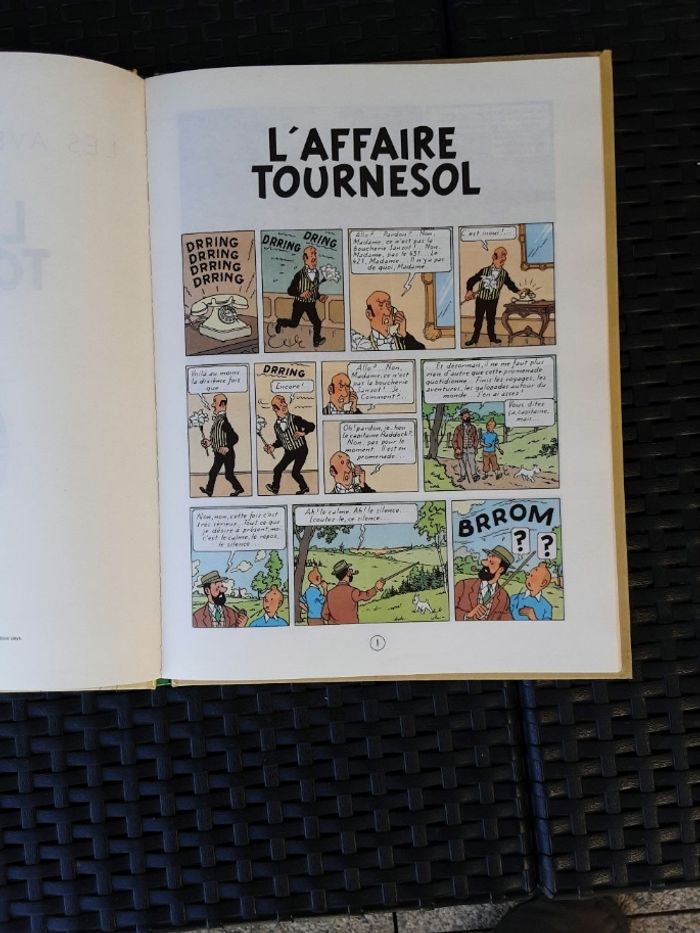 L'AFFAIRE
TOURNESOL
DRRING
DRRING
DRRING
DRRING
DRRING
DRING
Allo? Pardon?.. Non,
Madame, ce n'est pas la
boucherie Sanzot!.. Non,
Madame, pas le 431.. Le
421, Madame... Il n'y a pas
de quoi, Madame.
C'est inouï!...
Voilà au moins
la dixième fois
que...
DRRING
Encore!
Allo?.. Non,
Madame, ce n'est
pas la boucherie
Sanzot!.. Je...
Comment?..
Oh! pardon, je... non
le capitaine Haddock?..
Non, pas pour le
moment. Il est en
promenade...
Et désormais, il ne me faut plus
rien d'autre que cette promenade
quotidienne... Finis les voyages, les
aventures, les galopades autour du
monde... J'en ai assez!
Vous dites
ça, capitaine,
mais...
Non, non, cette fois c'est
très sérieux. Tout ce que
je désire à présent, moi,
c'est le calme, le repos,
le silence...
Ah! le calme. Ah! le silence.
Ecoutez-le, ce silence...
BRROM
?
?
1